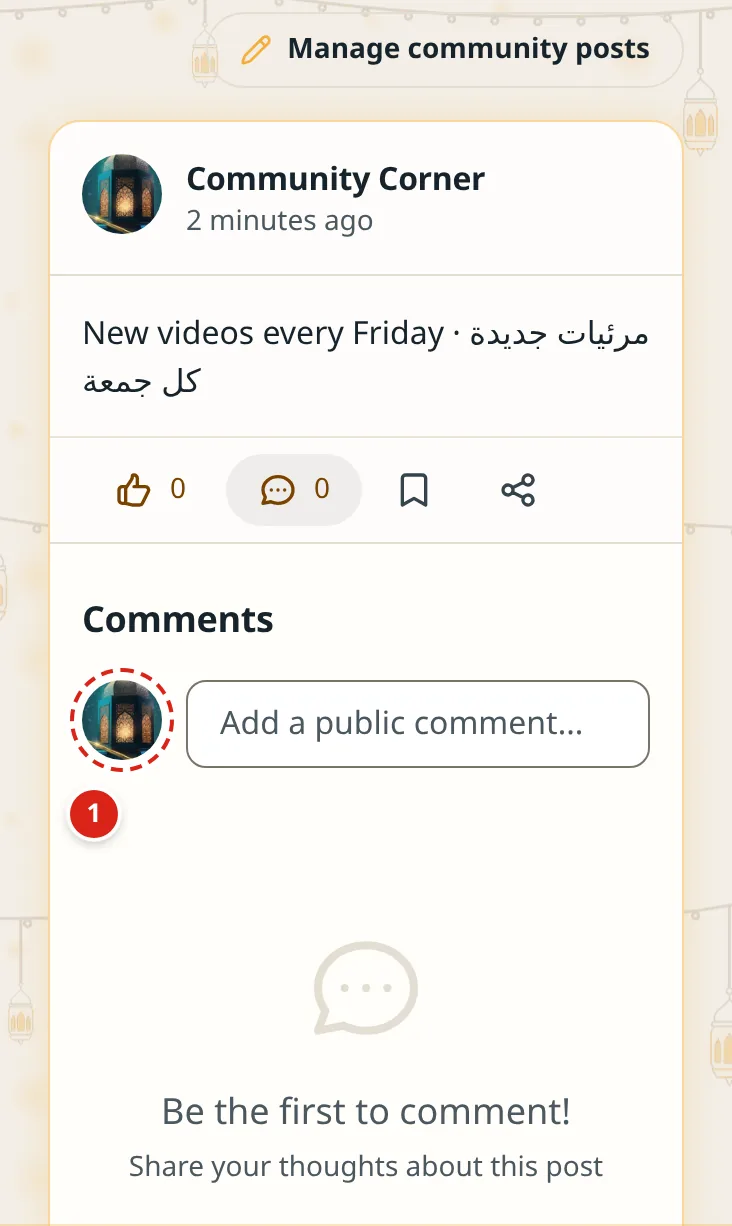 Manage community posts
Community Corner
2 minutes ago
New videos every Friday · مرئيات جديدة
كل جمعة
0
0
Comments
Add a public comment...
1
Be the first to comment!
Share your thoughts about this post